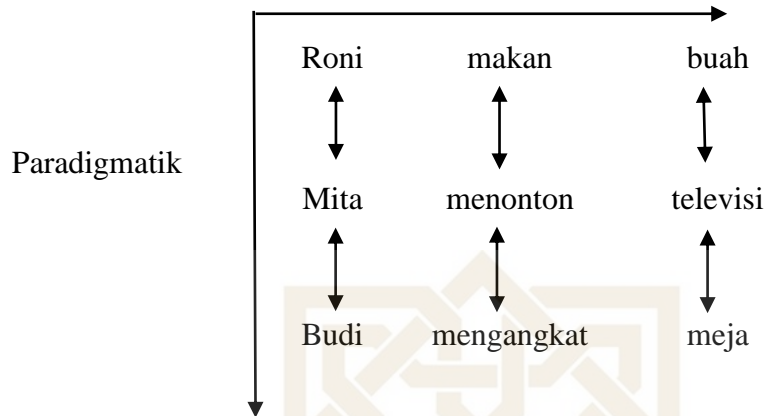 Roni makan buah
Paradigmatik
Mita menonton televisi
Budi mengangkat meja